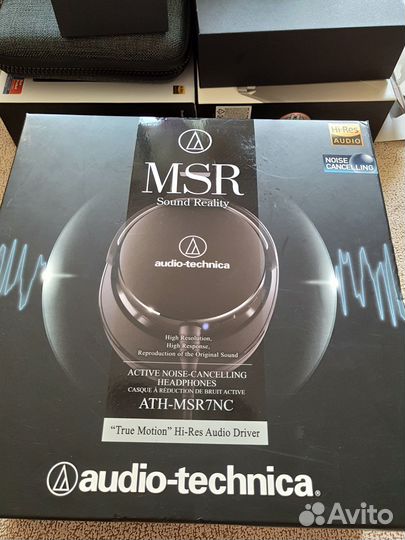 Hi-Res
AUDIO
NOISE
CANCELLING
MSR
Sound Reality
audio-technica
High Resolution,
High Response,
Reproduction of the Original Sound
ACTIVE NOISE-CANCELLING
HEADPHONES
CASQUE À RÉDUCTION DE BRUIT ACTIVE
ATH-MSR7NC
"True Motion" Hi-Res Audio Driver
audio-technica®
Avito